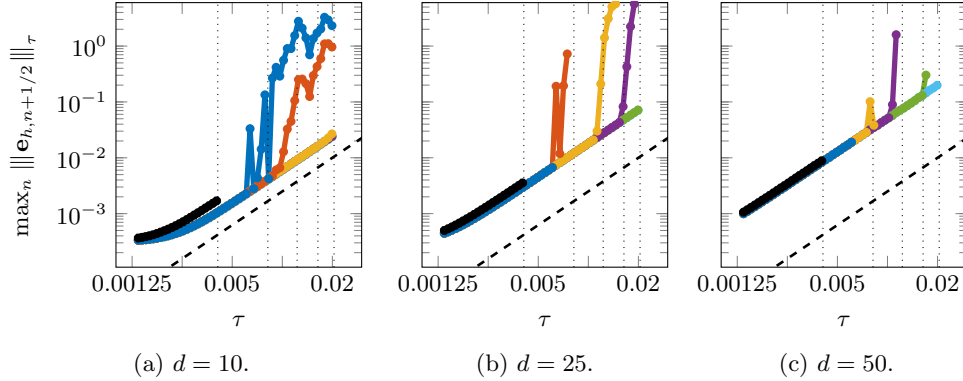 max_n |||e_{h,n+1/2}|||_τ
10^0
10^{−1}
10^{−2}
10^{−3}
0.00125 0.005 0.02
0.00125 0.005 0.02
0.00125 0.005 0.02
τ τ τ
(a) d = 10. (b) d = 25. (c) d = 50.